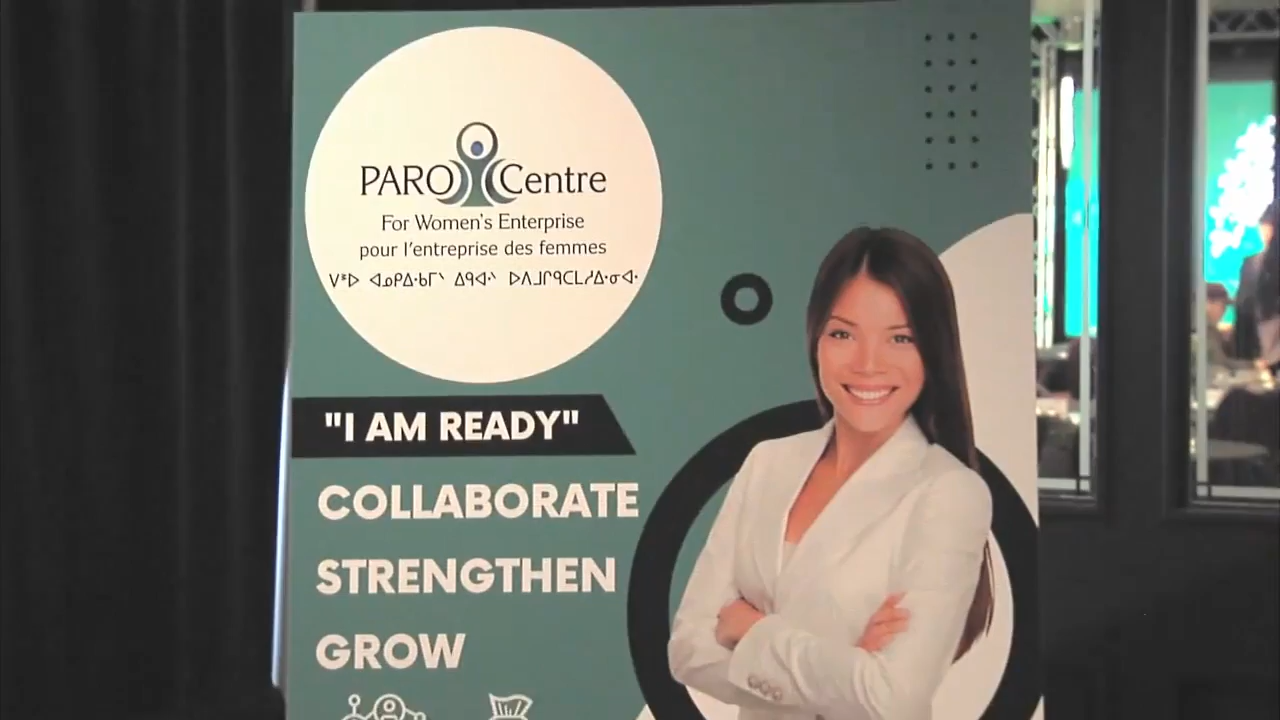 PARO Centre
For Women's Enterprise
pour l'entreprise des femmes
"I AM READY"
COLLABORATE
STRENGTHEN
GROW